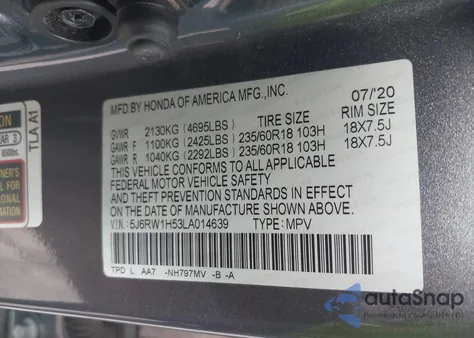 MFD BY HONDA OF AMERICA MFG.,INC. 07/'20
TIRE SIZE RIM SIZE
GVWR 2130KG (4695LBS)
GAWR F 1100KG (2425LBS) 235/60R18 103H 18X7.5J
GAWR R 1040KG (2292LBS) 235/60R18 103H 18X7.5J
THIS VEHICLE CONFORMS TO ALL APPLICABLE
FEDERAL MOTOR VEHICLE SAFETY
AND THEFT PREVENTION STANDARDS IN EFFECT ON THE DATE OF
MANUFACTURE SHOWN ABOVE.
V.I.N.: 5J6RW1H53LA014639 TYPE: MPV
TPD L AA7 -NH797MV -B -A
TLA A1
autoSnap